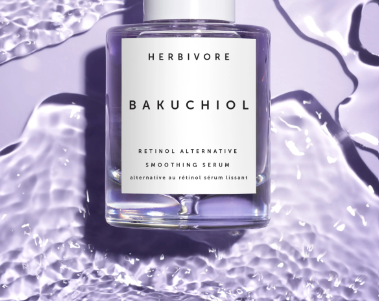 HERBIVORE
BAKUCHIOL
RETINOL ALTERNATIVE
SMOOTHING SERUM
alternative au rétinol sérum lissant